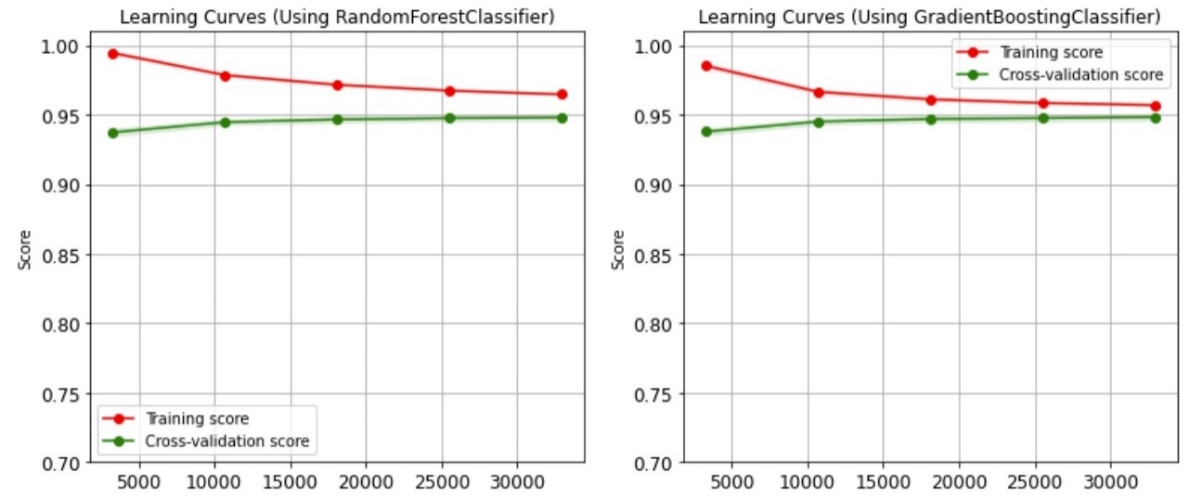 Learning Curves (Using RandomForestClassifier)
1.00
0.95
0.90
0.85
0.80
0.75
0.70
Score
Training score
Cross-validation score
5000 10000 15000 20000 25000 30000
Learning Curves (Using GradientBoostingClassifier)
1.00
0.95
0.90
0.85
0.80
0.75
0.70
Score
Training score
Cross-validation score
5000 10000 15000 20000 25000 30000